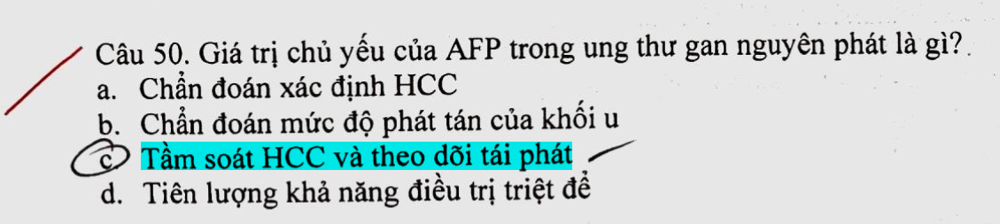 Câu 50. Giá trị chủ yếu của AFP trong ung thư gan nguyên phát là gì?
a. Chẩn đoán xác định HCC
b. Chẩn đoán mức độ phát tán của khối u
c. Tầm soát HCC và theo dõi tái phát
d. Tiên lượng khả năng điều trị triệt để